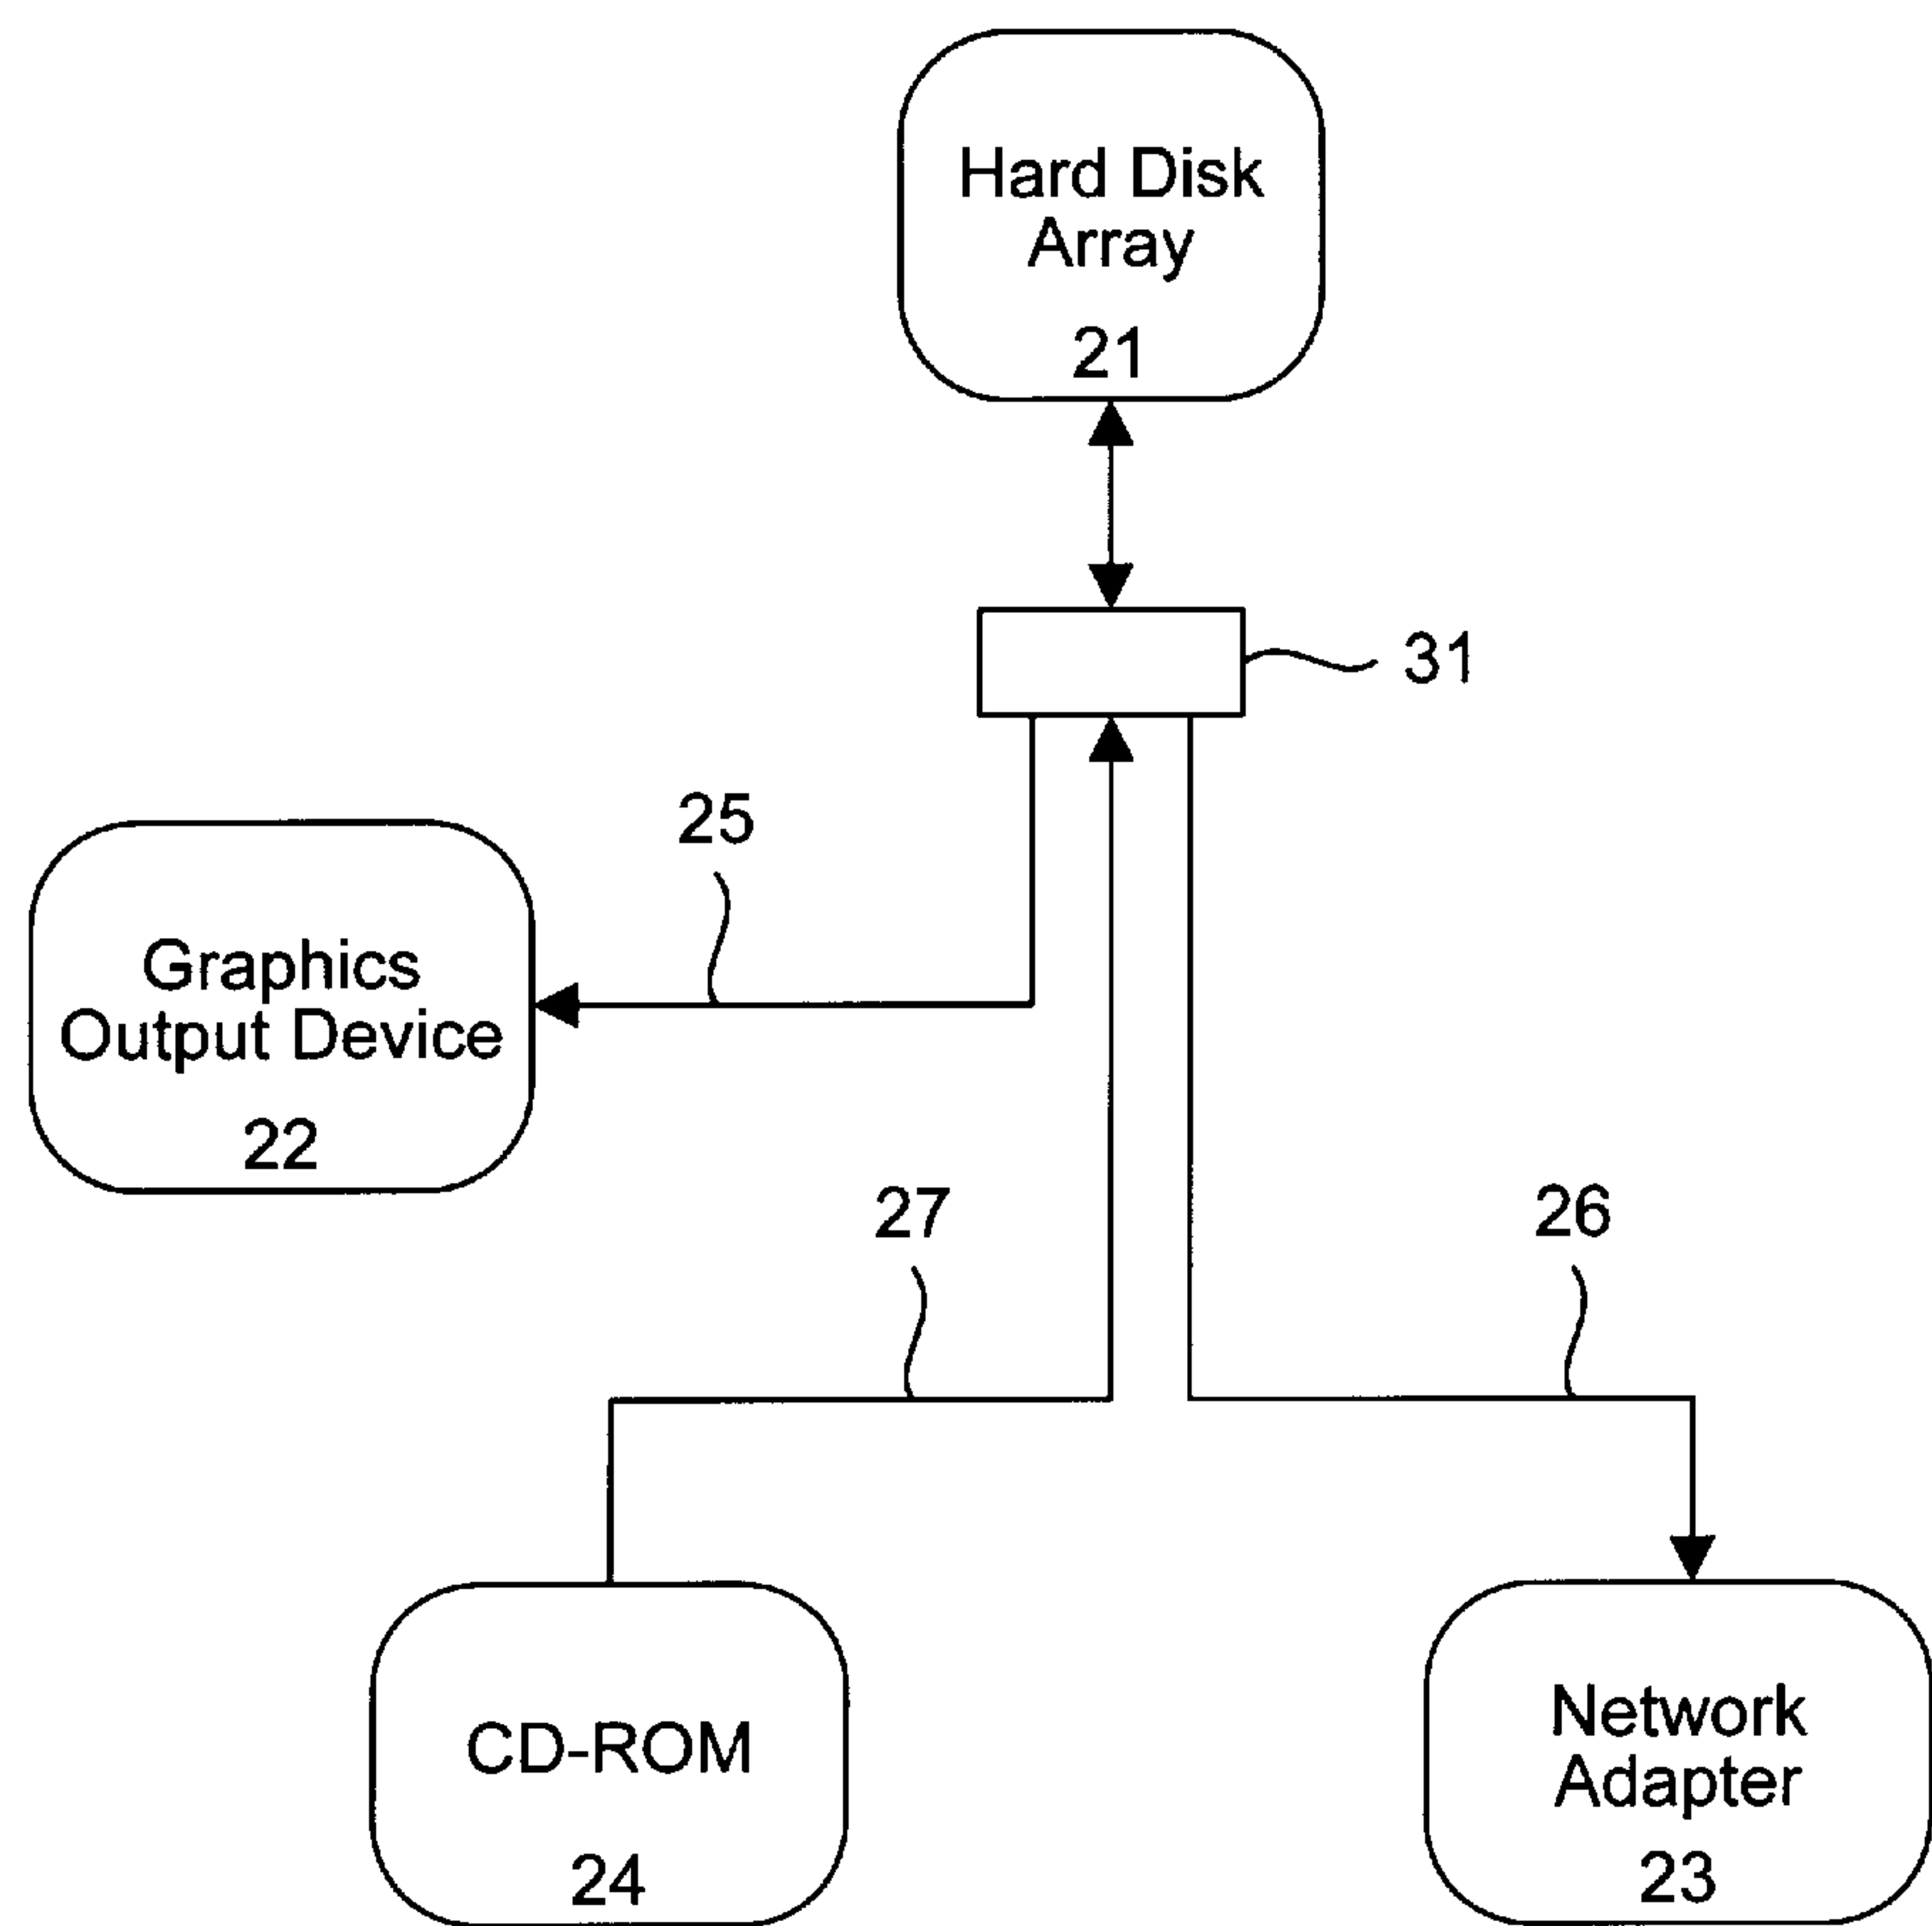 Hard Disk
Array
21
31
25
Graphics
Output Device
22
27
26
CD-ROM
24
Network
Adapter
23